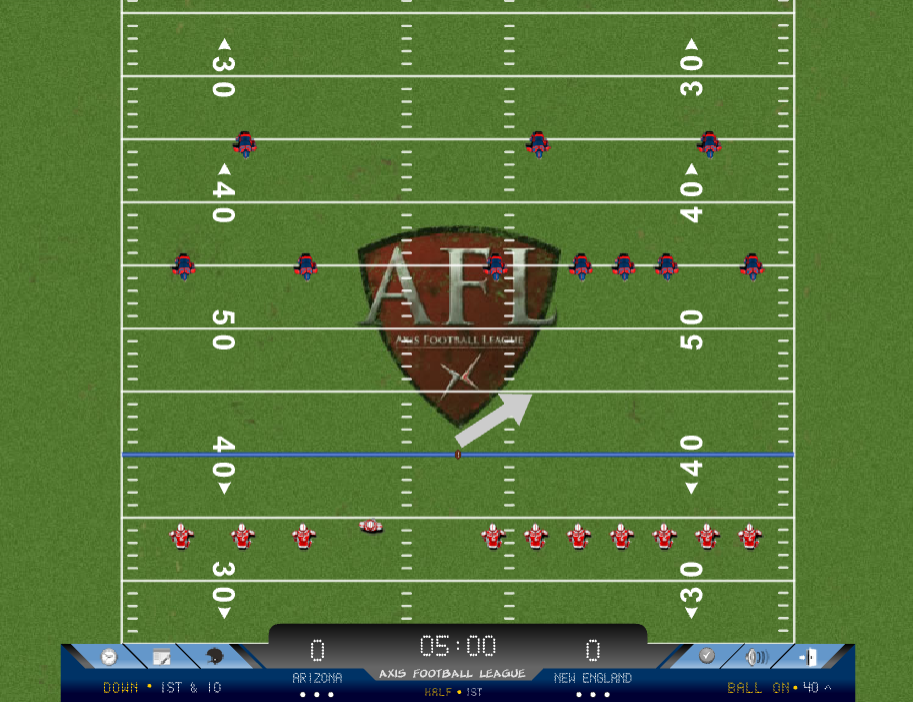 30 30
40 40
AFL
AXIS FOOTBALL LEAGUE
50 50
40 40
30 30
0 05:00 0
ARIZONA AXIS FOOTBALL LEAGUE NEW ENGLAND
DOWN • 1ST & 10 HALF • 1ST BALL ON • 40 ^